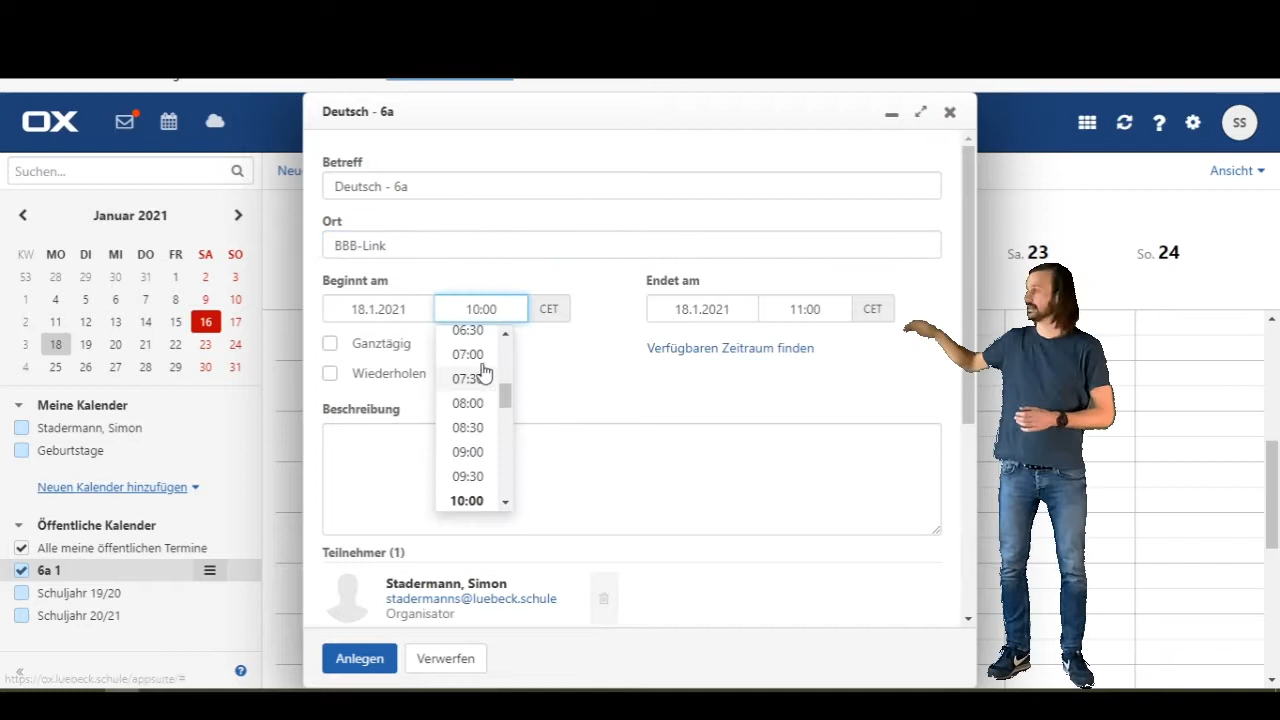 OX
SS
Suchen...
Neu
Ansicht
Januar 2021
KW MO DI MI DO FR SA SO
53 28 29 30 31 1 2 3
1 4 5 6 7 8 9 10
2 11 12 13 14 15 16 17
3 18 19 20 21 22 23 24
4 25 26 27 28 29 30 31
Meine Kalender
Stadermann, Simon
Geburtstage
Neuen Kalender hinzufügen
Öffentliche Kalender
Alle meine öffentlichen Termine
6a 1
Schuljahr 19/20
Schuljahr 20/21
https://ox.luebeck.schule/appsuite/#
Deutsch - 6a
Betreff
Deutsch - 6a
Ort
BBB-Link
Beginnt am
18.1.2021 10:00 CET
Endet am
18.1.2021 11:00 CET
Ganztägig
Wiederholen
Verfügbaren Zeitraum finden
06:30
07:00
07:30
08:00
08:30
09:00
09:30
10:00
Beschreibung
Teilnehmer (1)
Stadermann, Simon
stadermanns@luebeck.schule
Organisator
Anlegen Verwerfen
Sa. 23 So. 24